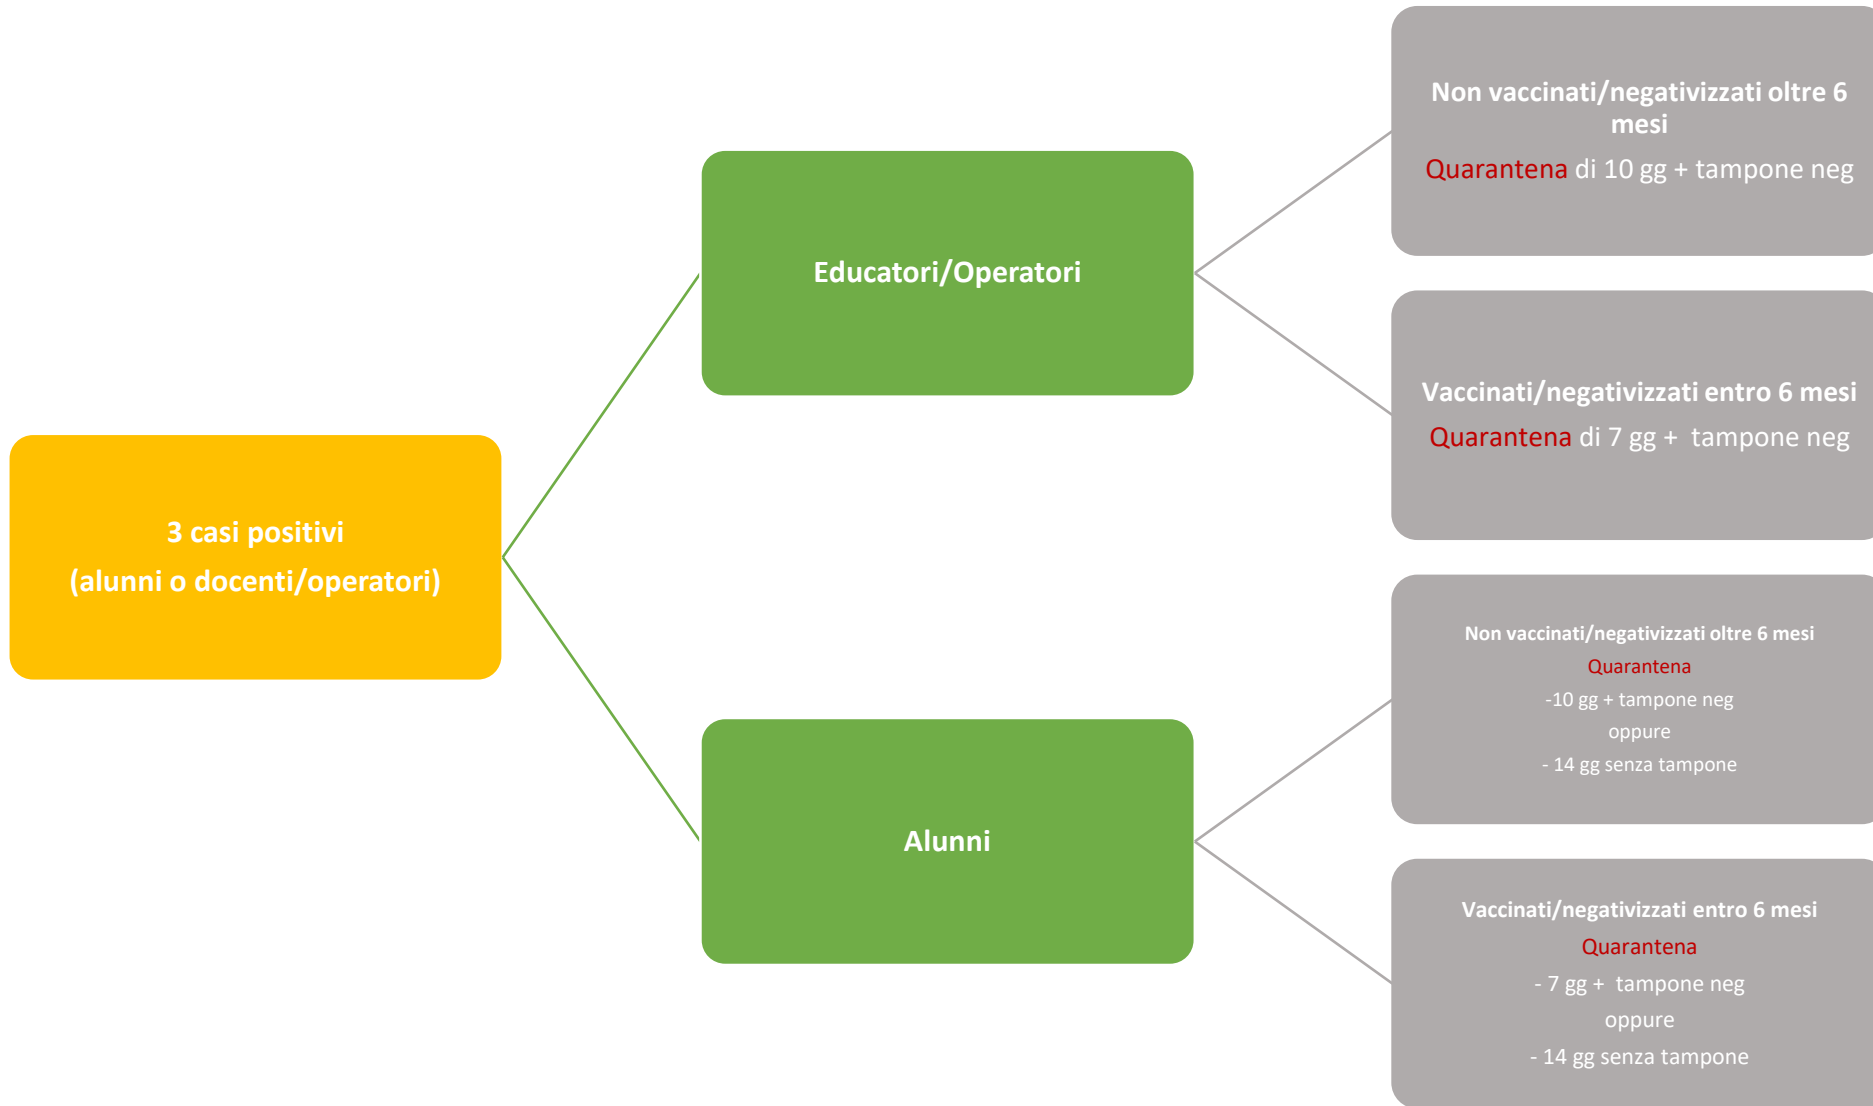 3 casi positivi
(alunni o docenti/operatori)
Educatori/Operatori
Non vaccinati/negativizzati oltre 6
mesi
Quarantena di 10 gg + tampone neg
Vaccinati/negativizzati entro 6 mesi
Quarantena di 7 gg +  tampone neg
Alunni
Non vaccinati/negativizzati oltre 6 mesi
Quarantena
-10 gg + tampone neg
oppure
- 14 gg senza tampone
Vaccinati/negativizzati entro 6 mesi
Quarantena
- 7 gg +  tampone neg
oppure
- 14 gg senza tampone